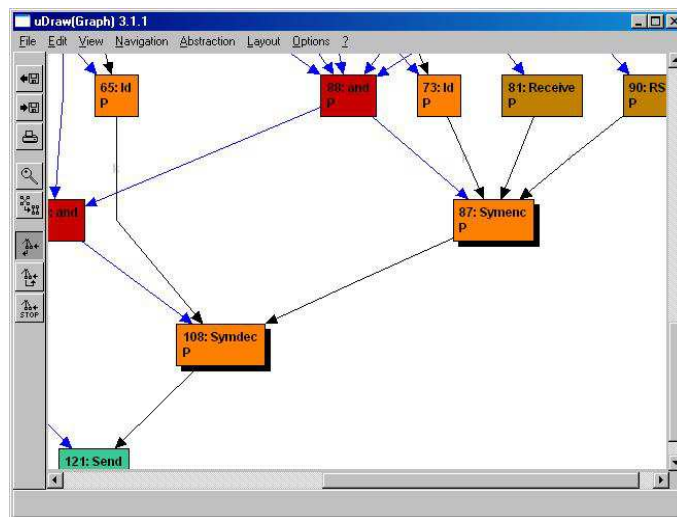 uDraw(Graph) 3.1.1
File Edit View Navigation Abstraction Layout Options ?
65: Id
P
88: and
P
73: Id
P
81: Receive
P
90: RS
P
: and
87: Symenc
P
108: Symdec
P
STOP
121: Send